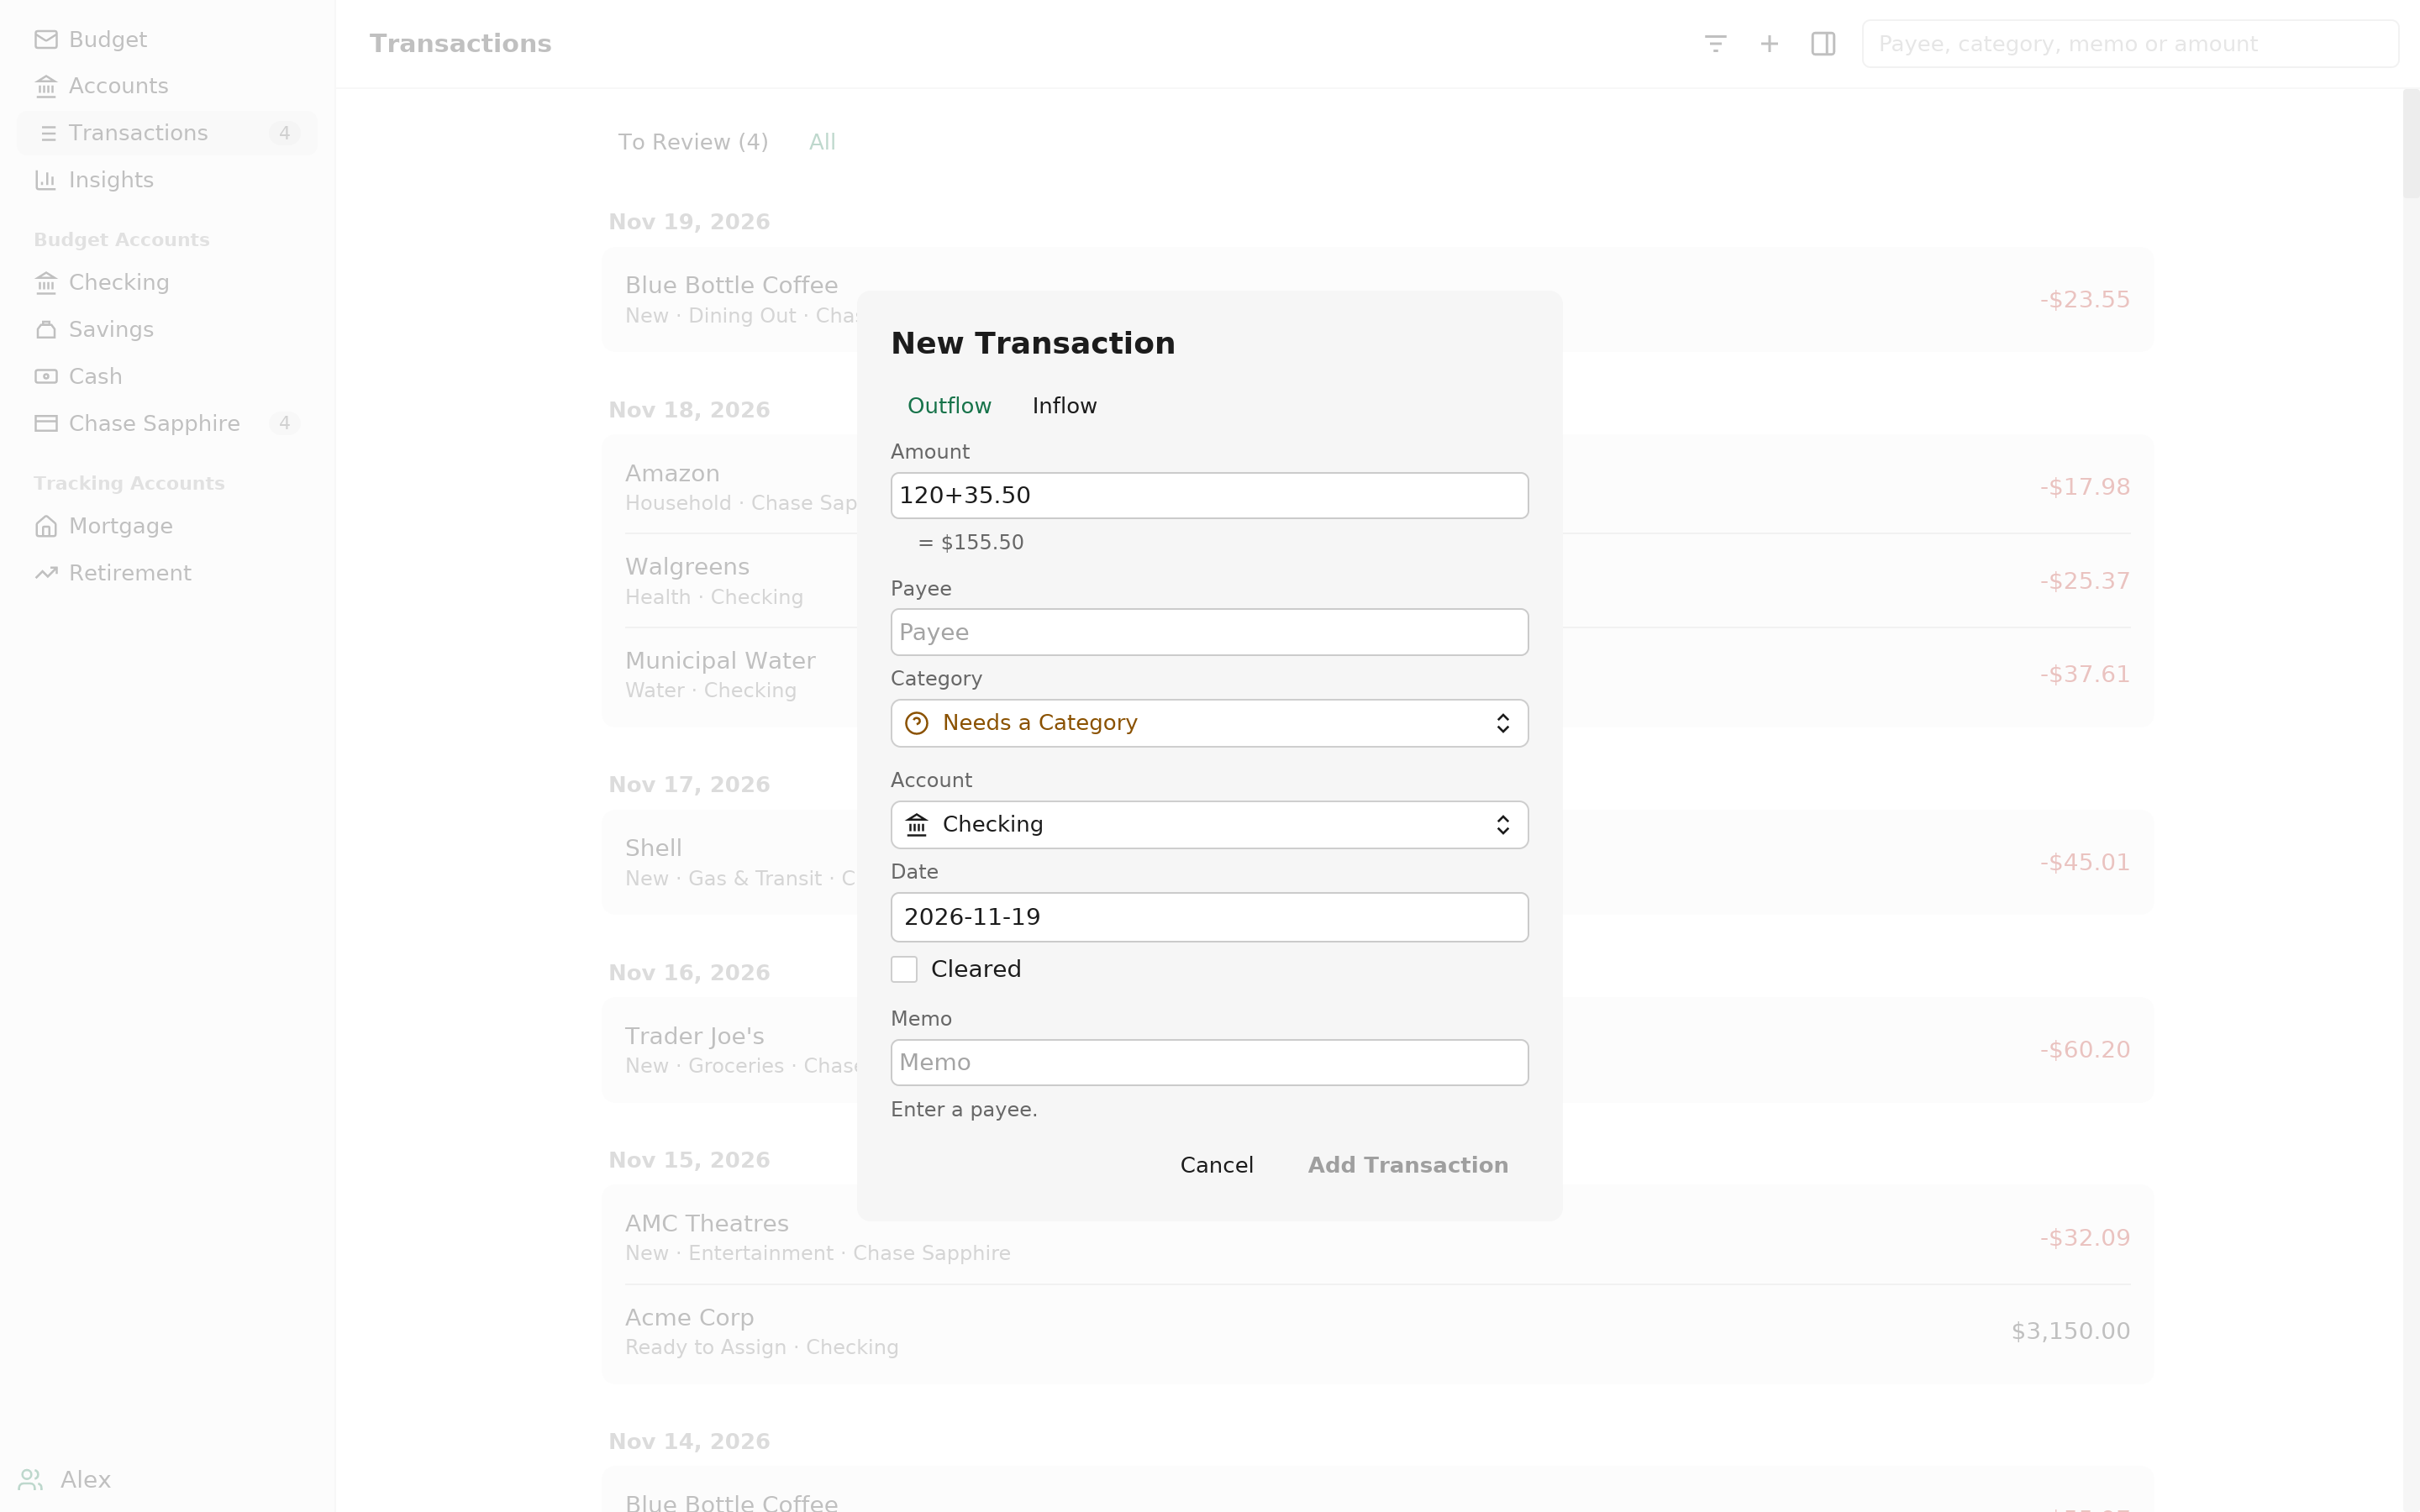 Budget
Accounts
Transactions 4
Insights
Budget Accounts
Checking
Savings
Cash
Chase Sapphire 4
Tracking Accounts
Mortgage
Retirement
Alex
Transactions
Payee, category, memo or amount
To Review (4) All
Nov 19, 2026
Blue Bottle Coffee
New · Dining Out · Chas
-$23.55
Nov 18, 2026
Amazon
Household · Chase Sap
-$17.98
Walgreens
Health · Checking
-$25.37
Municipal Water
Water · Checking
-$37.61
Nov 17, 2026
Shell
New · Gas & Transit · C
-$45.01
Nov 16, 2026
Trader Joe's
New · Groceries · Chase
-$60.20
Nov 15, 2026
AMC Theatres
New · Entertainment · Chase Sapphire
-$32.09
Acme Corp
Ready to Assign · Checking
$3,150.00
Nov 14, 2026
Blue Bottle Coffee
New Transaction
Outflow Inflow
Amount
120+35.50
= $155.50
Payee
Payee
Category
Needs a Category
Account
Checking
Date
2026-11-19
Cleared
Memo
Memo
Enter a payee.
Cancel Add Transaction